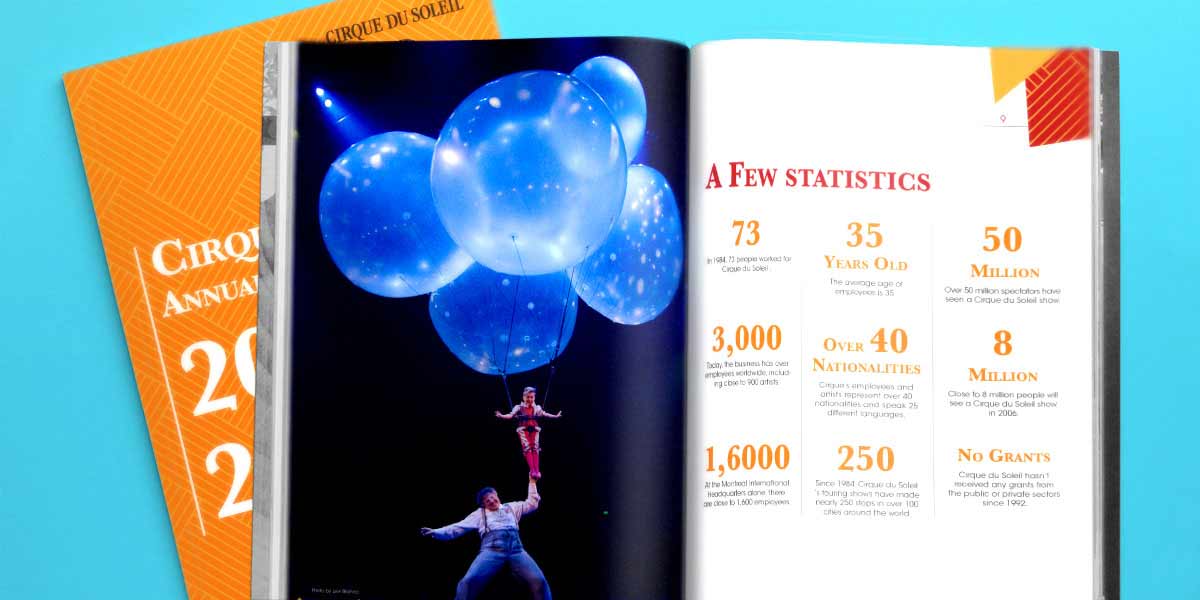 CIRQUE DU SOLEIL
CIRQU
ANNUAL
20
2
9
A FEW STATISTICS
73
In 1984, 73 people worked for
Cirque du Soleil.
35
YEARS OLD
The average age of
employees is 35
50
MILLION
Over 50 million spectators have
seen a Cirque du Soleil show.
3,000
Today, the business has over
employees worldwide, includ-
ing close to 900 artists
OVER 40
NATIONALITIES
Cirque's employees and
artists represent over 40
nationalities and speak 25
different languages.
8
MILLION
Close to 8 million people will
see a Cirque du Soleil show
in 2006.
1,6000
At the Montreal International
Headquarters alone, there
are close to 1,600 employees
250
Since 1984 Cirque du Soleil
's touring shows have made
nearly 250 stops in over 100
cities around the world
NO GRANTS
Cirque du Soleil hasn't
received any grants from
the public or private sectors
since 1992.
Photo by